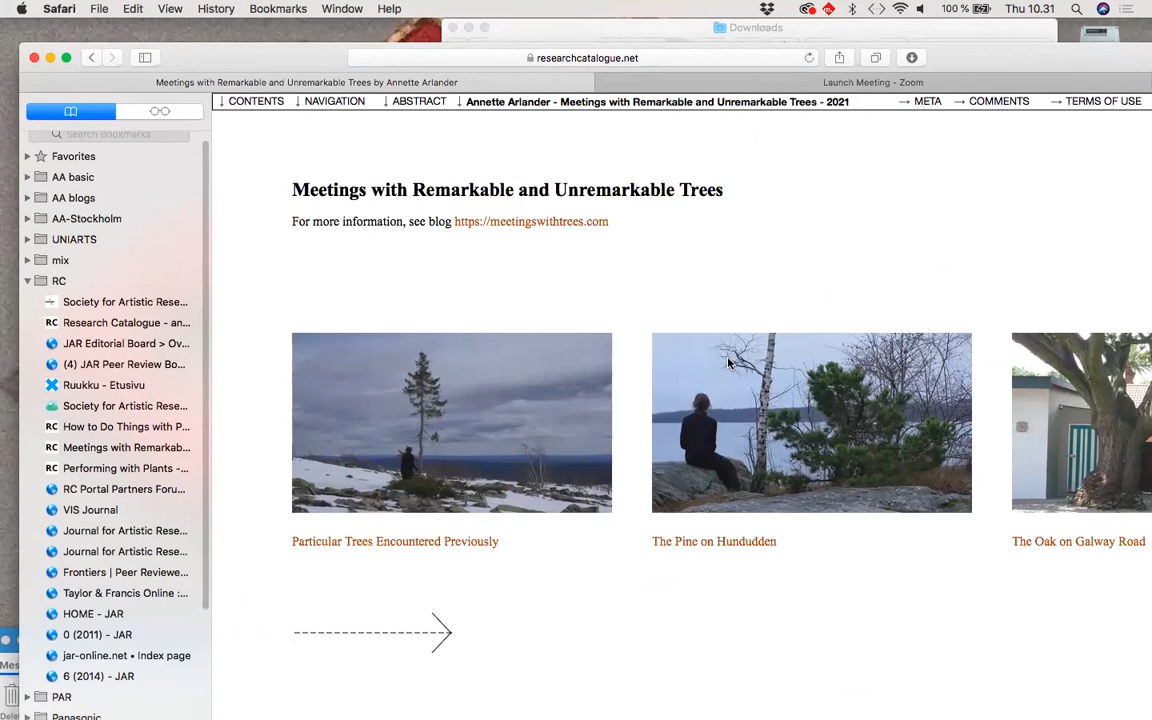 Safari File Edit View History Bookmarks Window Help 100 % Thu 10.31
Downloads
researchcatalogue.net
Meetings with Remarkable and Unremarkable Trees by Annette Arlander
Launch Meeting - Zoom
↓ CONTENTS ↓ NAVIGATION ↓ ABSTRACT ↓ Annette Arlander - Meetings with Remarkable and Unremarkable Trees - 2021 → META → COMMENTS → TERMS OF USE
Search Bookmarks
Favorites
AA basic
AA blogs
AA-Stockholm
UNIARTS
mix
RC
Society for Artistic Rese...
RC Research Catalogue - an...
JAR Editorial Board > Ov...
(4) JAR Peer Review Bo...
Ruukku - Etusivu
Society for Artistic Rese...
RC How to Do Things with P...
RC Meetings with Remarkab...
RC Performing with Plants -...
RC Portal Partners Foru...
VIS Journal
Journal for Artistic Rese...
Journal for Artistic Rese...
Frontiers | Peer Reviewe...
Taylor & Francis Online :...
HOME - JAR
0 (2011) - JAR
jar-online.net • Index page
6 (2014) - JAR
PAR
Panasonic
Meetings with Remarkable and Unremarkable Trees
For more information, see blog https://meetingswithtrees.com
Particular Trees Encountered Previously
The Pine on Hundudden
The Oak on Galway Road
Mes
Dele